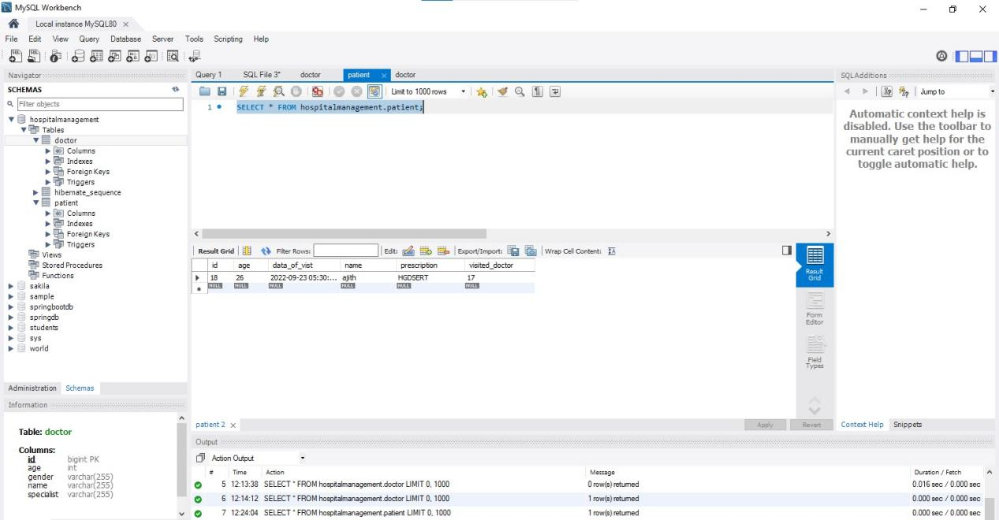 MySQL Workbench
Local instance MySQL80
File Edit View Query Database Server Tools Scripting Help
Navigator
SCHEMAS
Filter objects
hospitalmanagement
Tables
doctor
Columns
Indexes
Foreign Keys
Triggers
hibernate_sequence
patient
Columns
Indexes
Foreign Keys
Triggers
Views
Stored Procedures
Functions
sakila
sample
springbootdb
springdb
students
sys
world
Administration Schemas
Information
Table: doctor
Columns:
id bigint PK
age int
gender varchar(255)
name varchar(255)
specialist varchar(255)
Query 1 SQL File 3* doctor patient doctor
Limit to 1000 rows
1 SELECT * FROM hospitalmanagement.patient;
Result Grid Filter Rows: Edit: Export/Import: Wrap Cell Content:
id age data_of_vist name prescription visited_doctor
18 26 2022-09-23 05:30:... ajith HGDSERT 17
NULL NULL NULL NULL NULL NULL
Result
Grid
Form
Editor
Field
Types
patient 2 Apply Revert
Output
Action Output
# Time Action Message Duration / Fetch
5 12:13:38 SELECT * FROM hospitalmanagement.doctor LIMIT 0, 1000 0 row(s) returned 0.016 sec / 0.000 sec
6 12:14:12 SELECT * FROM hospitalmanagement.doctor LIMIT 0, 1000 1 row(s) returned 0.000 sec / 0.000 sec
7 12:24:04 SELECT * FROM hospitalmanagement.patient LIMIT 0, 1000 1 row(s) returned 0.000 sec / 0.000 sec
SQLAdditions
Jump to
Automatic context help is
disabled. Use the toolbar to
manually get help for the
current caret position or to
toggle automatic help.
Context Help Snippets